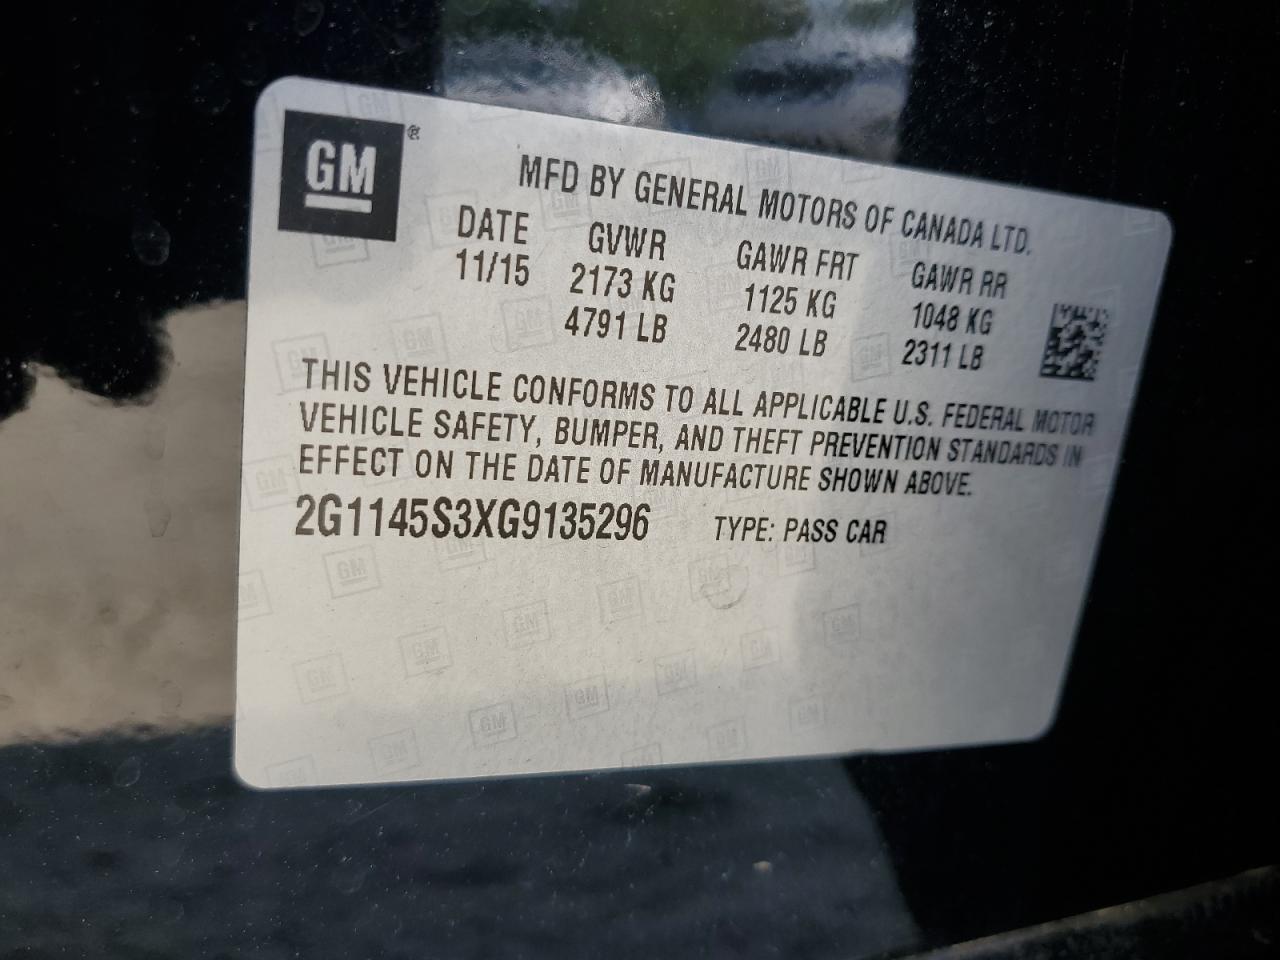 GM®
MFD BY GENERAL MOTORS OF CANADA LTD.
DATE GVWR GAWR FRT GAWR RR
11/15 2173 KG 1125 KG 1048 KG
4791 LB 2480 LB 2311 LB
THIS VEHICLE CONFORMS TO ALL APPLICABLE U.S. FEDERAL MOTOR
VEHICLE SAFETY, BUMPER, AND THEFT PREVENTION STANDARDS IN
EFFECT ON THE DATE OF MANUFACTURE SHOWN ABOVE.
2G1145S3XG9135296 TYPE: PASS CAR